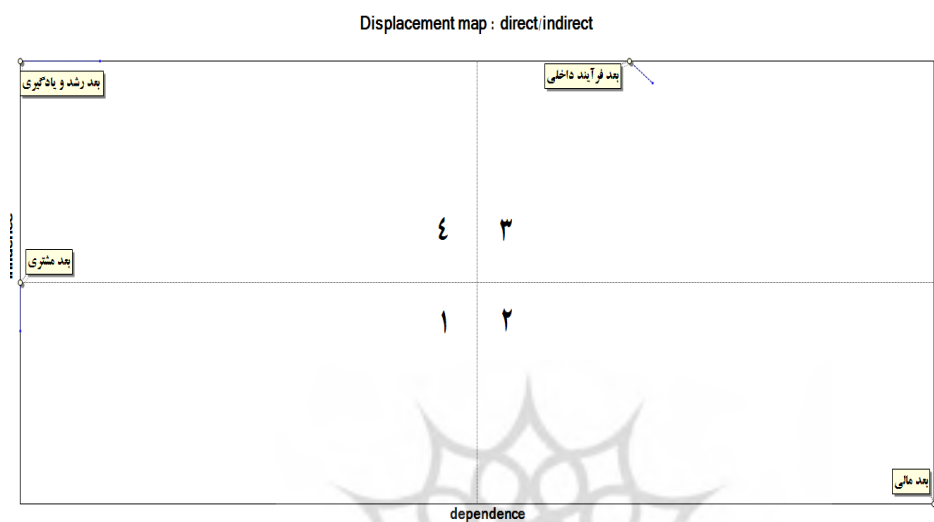 Displacement map : direct/indirect
بعد رشد و یادگیری
بعد فرآیند داخلی
٤
٣
بعد مشتری
١
٢
بعد مالی
dependence